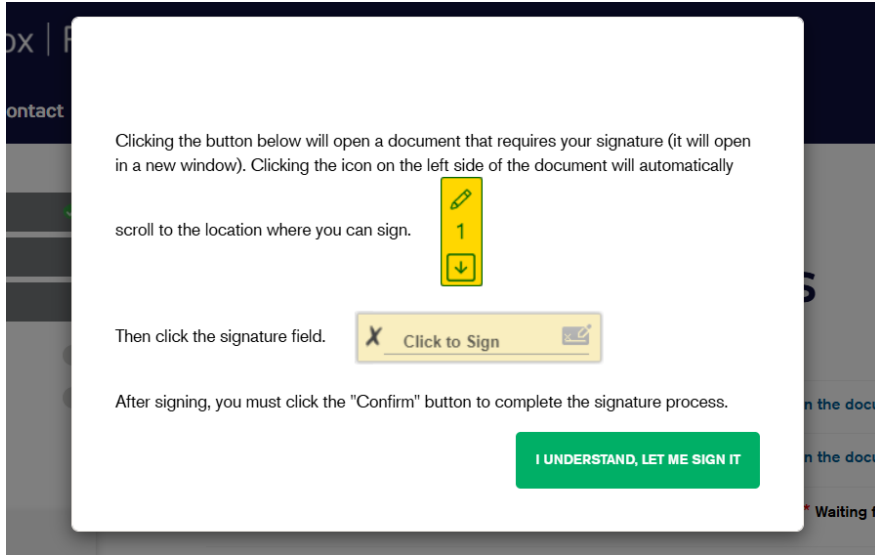 ox | F
ontact
Clicking the button below will open a document that requires your signature (it will open
in a new window). Clicking the icon on the left side of the document will automatically
scroll to the location where you can sign.
1
Then click the signature field.
X Click to Sign
After signing, you must click the "Confirm" button to complete the signature process.
I UNDERSTAND, LET ME SIGN IT
s
n the docu
n the docu
* Waiting f